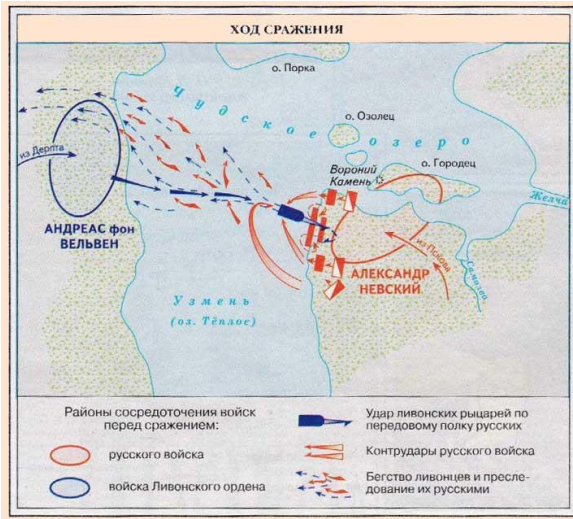 ХОД СРАЖЕНИЯ
о. Порка
Чудское озеро
о. Озолец
из Дерпта
Вороний
Камень
о. Городец
Желча
АНДРЕАС фон
ВЕЛЬВЕН
из Пскова
Самолва
АЛЕКСАНДР
НЕВСКИЙ
Узмень
(оз. Тёплое)
Районы сосредоточения войск
перед сражением:
русского войска
войска Ливонского ордена
Удар ливонских рыцарей по
передовому полку русских
Контрудары русского войска
Бегство ливонцев и пресле-
дование их русскими